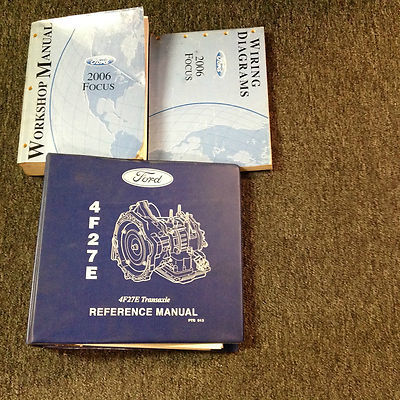 WORKSHOP MANUAL
Ford
2006
FOCUS
WIRING
DIAGRAMS
Ford
2006
FOCUS
Ford
4F27E
4F27E Transaxle
REFERENCE MANUAL